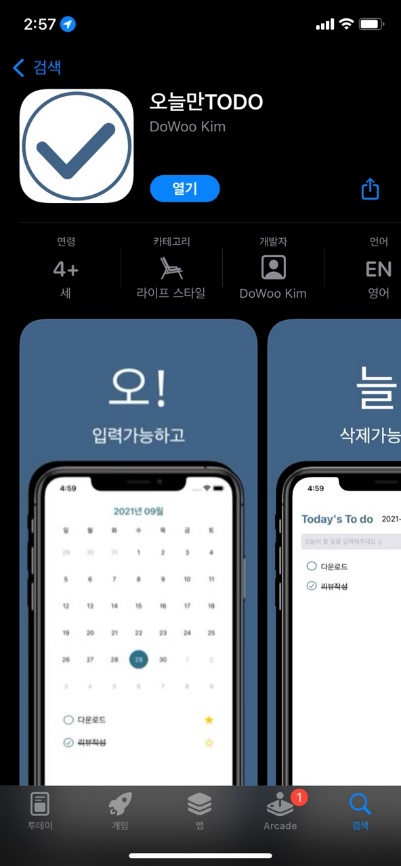 2:57
검색
오늘만TODO
DoWoo Kim
열기
연령
카테고리
개발자
언어
4+
EN
세
라이프 스타일
DoWoo Kim
영어
오!
입력가능하고
4:59
2021년 09월
일 월 화 수 목 금 토
29 30 31 1 2 3 4
5 6 7 8 9 10 11
12 13 14 15 16 17 18
19 20 21 22 23 24 25
26 27 28 29 30 1 2
3 4 5 6 7 8 9
다운로드
리뷰작성
늘
삭제가능
4:59
Today's To do 2021-
오늘의 할 일을 입력해주세요 :)
다운로드
리뷰작성
투데이
게임
앱
Arcade
1
검색